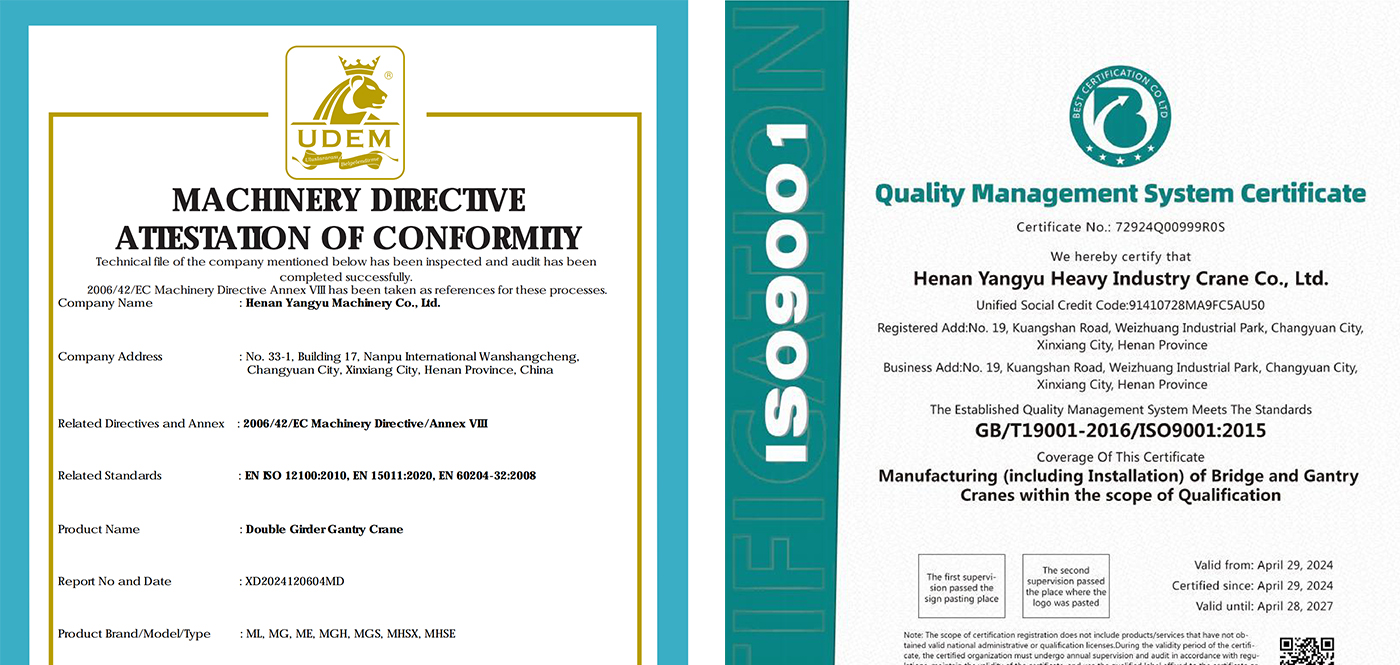 UDEM
Uluslararası Belgelendirme
MACHINERY DIRECTIVE
ATTESTATION OF CONFORMITY
Technical file of the company mentioned below has been inspected and audit has been
completed successfully.
2006/42/EC Machinery Directive Annex VIII has been taken as references for these processes.
Company Name : Henan Yangyu Machinery Co., Ltd.
Company Address : No. 33-1, Building 17, Nanpu International Wanshangcheng,
Changyuan City, Xinxiang City, Henan Province, China
Related Directives and Annex : 2006/42/EC Machinery Directive/Annex VIII
Related Standards : EN ISO 12100:2010, EN 15011:2020, EN 60204-32:2008
Product Name : Double Girder Gantry Crane
Report No and Date : XD2024120604MD
Product Brand/Model/Type : ML, MG, ME, MGH, MGS, MHSX, MHSE
ISO9001
BEST CERTIFICATION CO LTD
Quality Management System Certificate
Certificate No.: 72924Q00999R0S
We hereby certify that
Henan Yangyu Heavy Industry Crane Co., Ltd.
Unified Social Credit Code:91410728MA9FC5AU50
Registered Add:No. 19, Kuangshan Road, Weizhuang Industrial Park, Changyuan City,
Xinxiang City, Henan Province
Business Add:No. 19, Kuangshan Road, Weizhuang Industrial Park, Changyuan City,
Xinxiang City, Henan Province
The Established Quality Management System Meets The Standards
GB/T19001-2016/ISO9001:2015
Coverage Of This Certificate
Manufacturing (including Installation) of Bridge and Gantry
Cranes within the scope of Qualification
The first supervi-
sion passed the
sign pasting place
The second
supervision passed
the place where the
logo was pasted
Valid from: April 29, 2024
Certified since: April 29, 2024
Valid until: April 28, 2027
Note: The scope of certification registration does not include products/services that have not ob-
tained valid national administrative or qualification licenses.During the validity period of the certifi-
cate, the certified organization must undergo annual supervision and audit in accordance with regu-